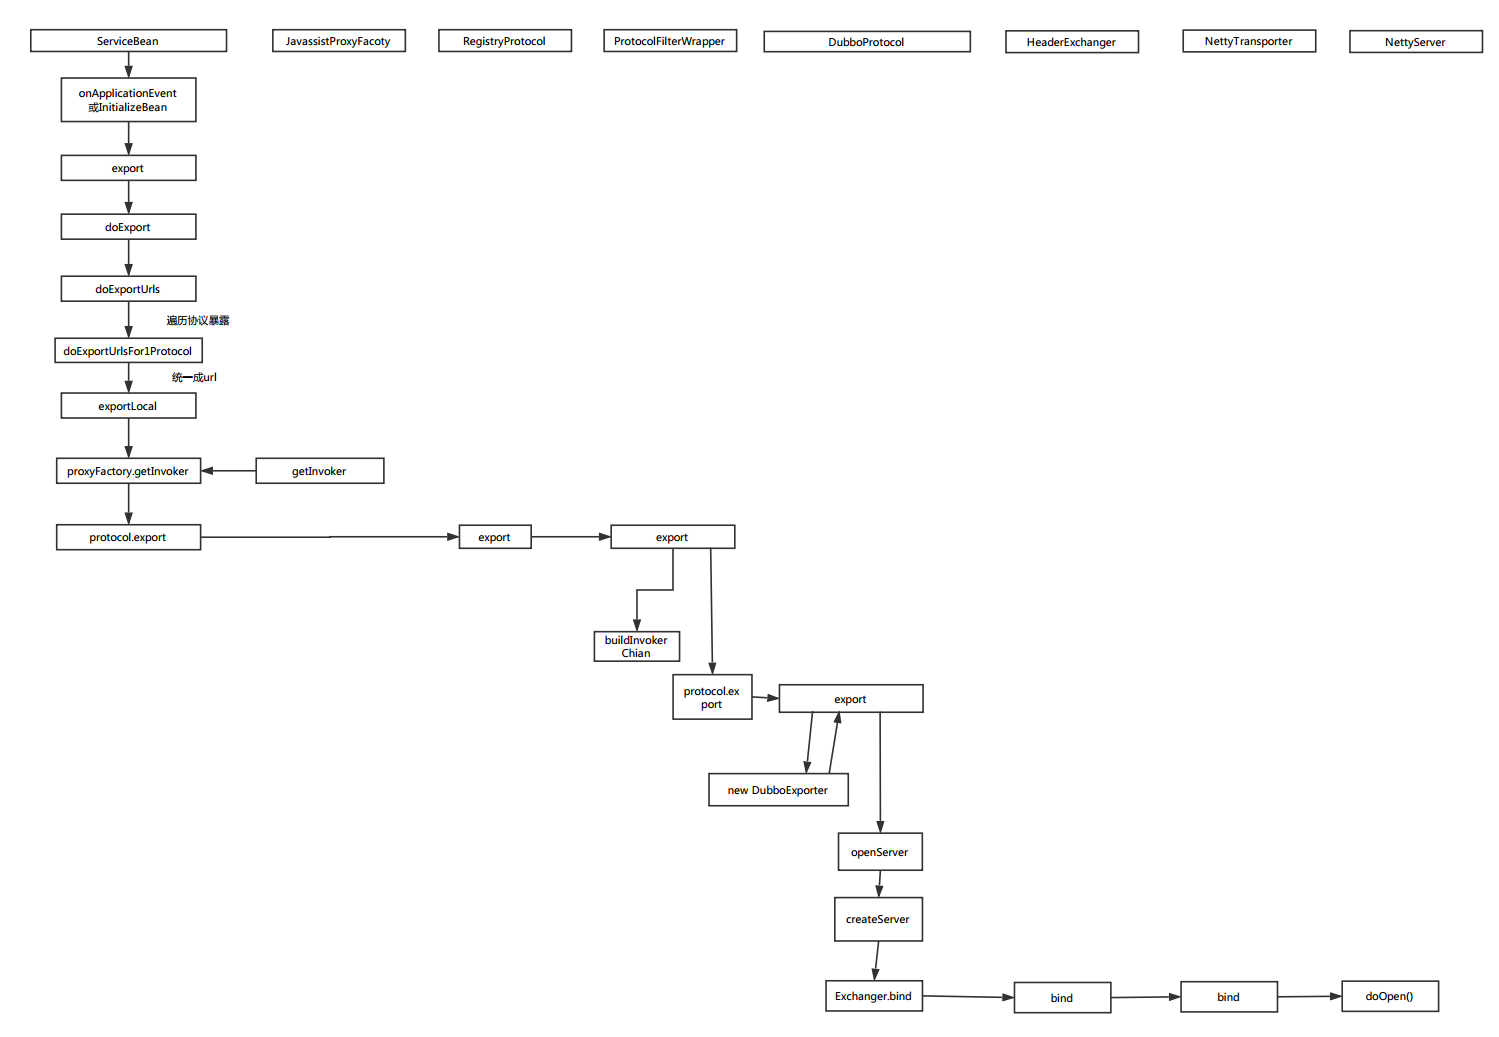 ServiceBean
JavassistProxyFacoty
RegistryProtocol
ProtocolFilterWrapper
DubboProtocol
HeaderExchanger
NettyTransporter
NettyServer
onApplicationEvent
或InitializeBean
export
doExport
doExportUrls
遍历协议暴露
doExportUrlsFor1Protocol
统一成url
exportLocal
proxyFactory.getInvoker
getInvoker
protocol.export
export
export
buildInvoker
Chian
protocol.ex
port
export
new DubboExporter
openServer
createServer
Exchanger.bind
bind
bind
doOpen()